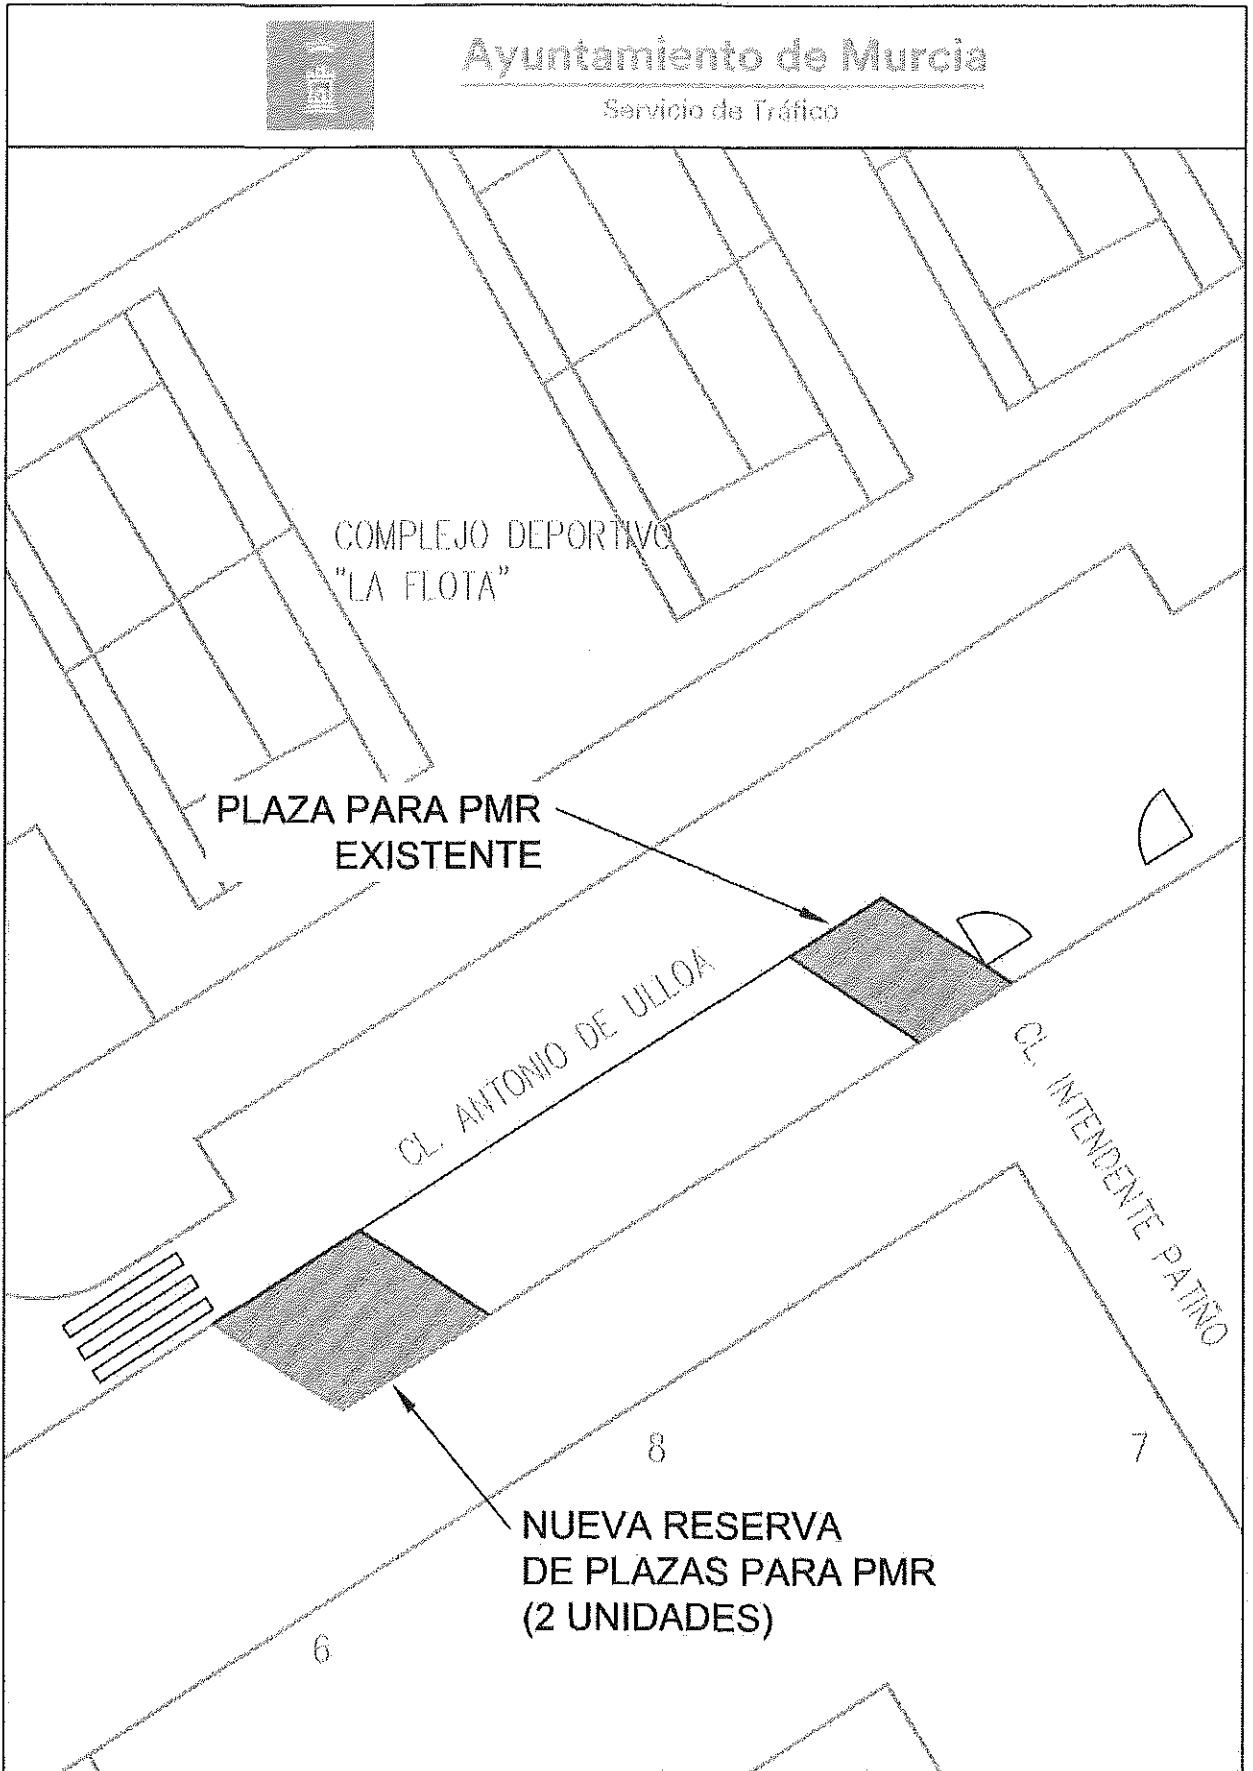 Ayuntamiento de Murcia
Servicio de Tráfico
COMPLEJO DEPORTIVO
"LA FLOTA"
PLAZA PARA PMR
EXISTENTE
CL. ANTONIO DE ULLOA
CL. INTENDENTE PATIÑO
8
7
NUEVA RESERVA
DE PLAZAS PARA PMR
(2 UNIDADES)
6